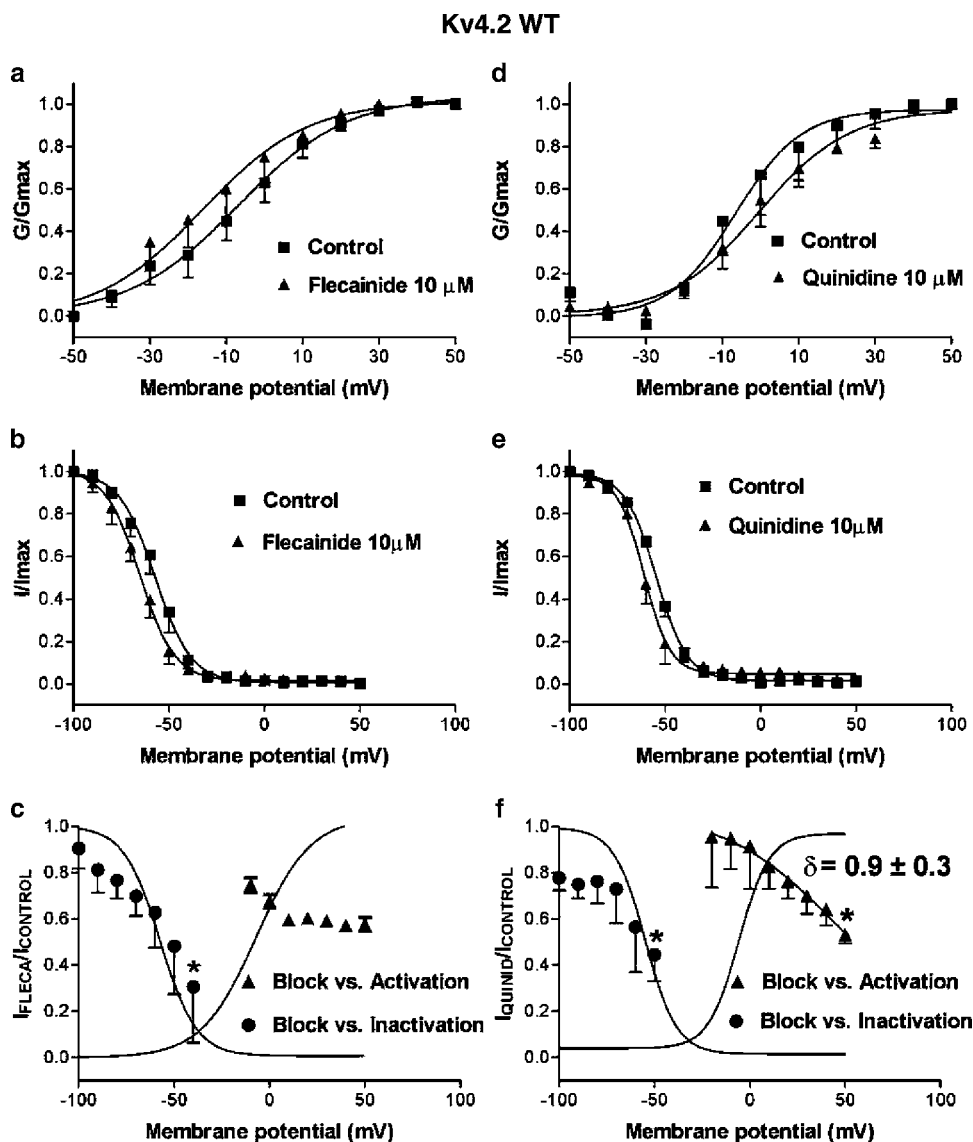 Kv4.2 WT
a
1.0
0.8
0.6
0.4
0.2
0.0
G/Gmax
Control
Flecainide 10 μM
-50 -30 -10 10 30 50
Membrane potential (mV)
d
1.0
0.8
0.6
0.4
0.2
0.0
G/Gmax
Control
Quinidine 10 μM
-50 -30 -10 10 30 50
Membrane potential (mV)
b
1.0
0.8
0.6
0.4
0.2
0.0
I/Imax
Control
Flecainide 10μM
-100 -50 0 50 100
Membrane potential (mV)
e
1.0
0.8
0.6
0.4
0.2
0.0
I/Imax
Control
Quinidine 10μM
-100 -50 0 50 100
Membrane potential (mV)
c
1.0
0.8
0.6
0.4
0.2
0.0
IFLECA/ICONTROL
*
Block vs. Activation
Block vs. Inactivation
-100 -50 0 50 100
Membrane potential (mV)
f
1.0
0.8
0.6
0.4
0.2
0.0
IQUINID/ICONTROL
δ= 0.9 ± 0.3
*
*
Block vs. Activation
Block vs. Inactivation
-100 -50 0 50 100
Membrane potential (mV)